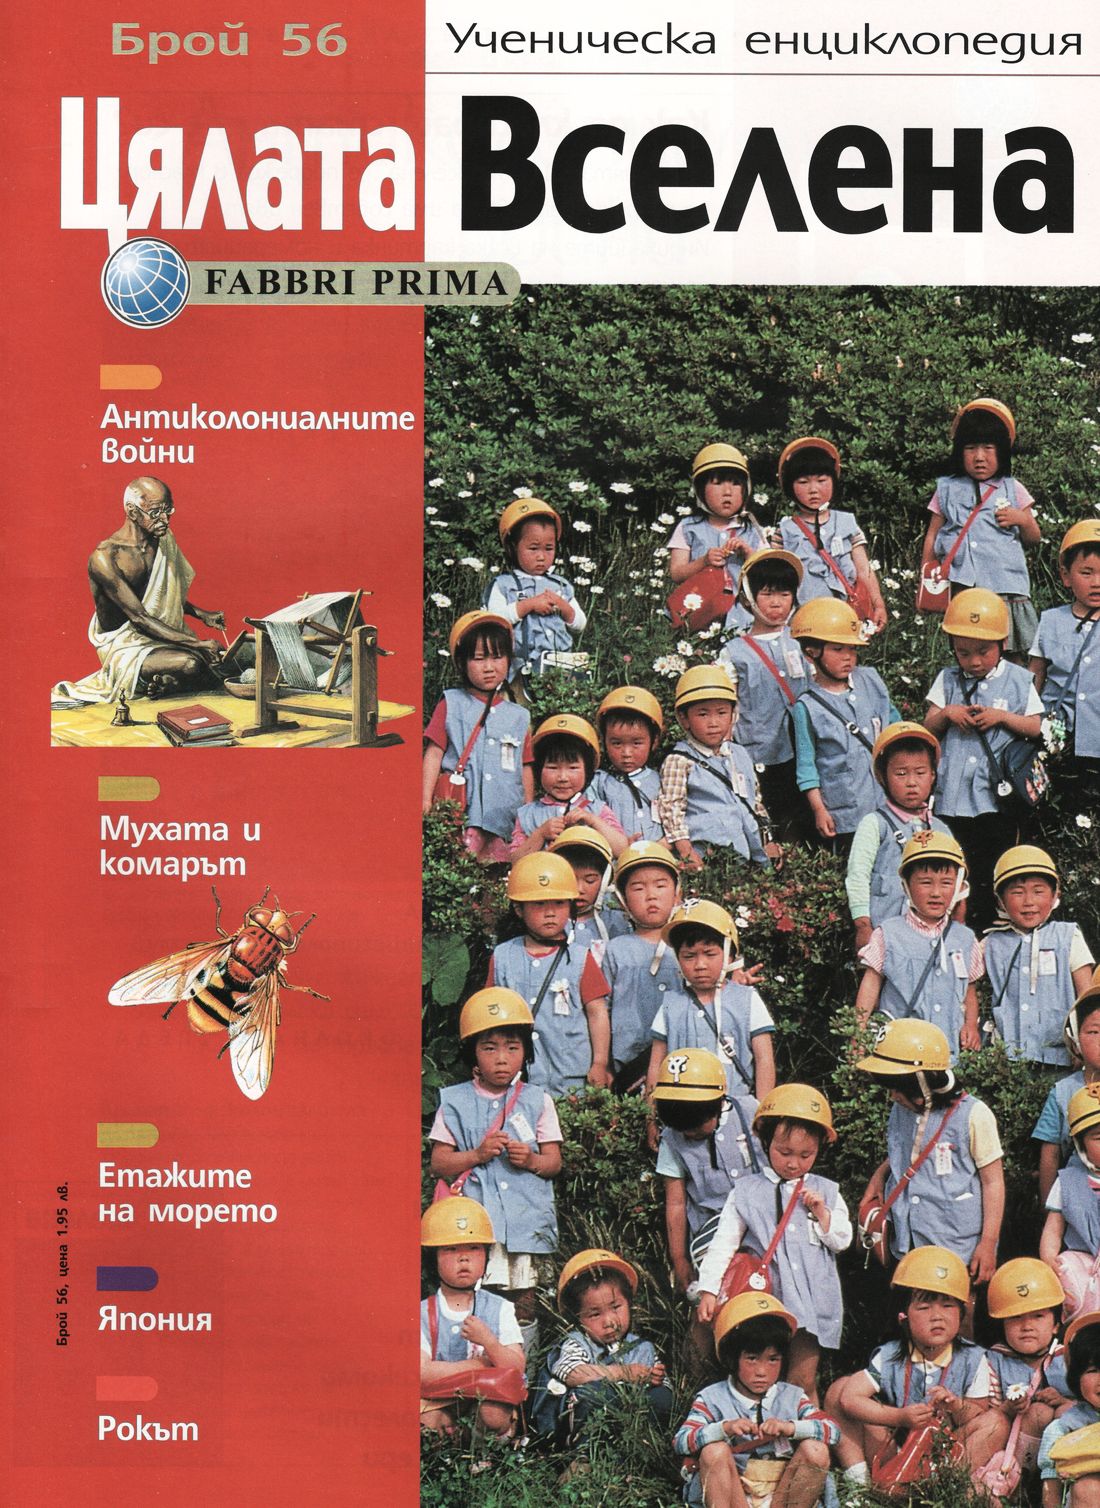 Брой 56
Ученическа енциклопедия
Цялата Вселена
FABBRI PRIMA
Антиколониалните
войни
Мухата и
комарът
Етажите
на морето
Япония
Рокът
Брой 56, цена 1.95 лв.